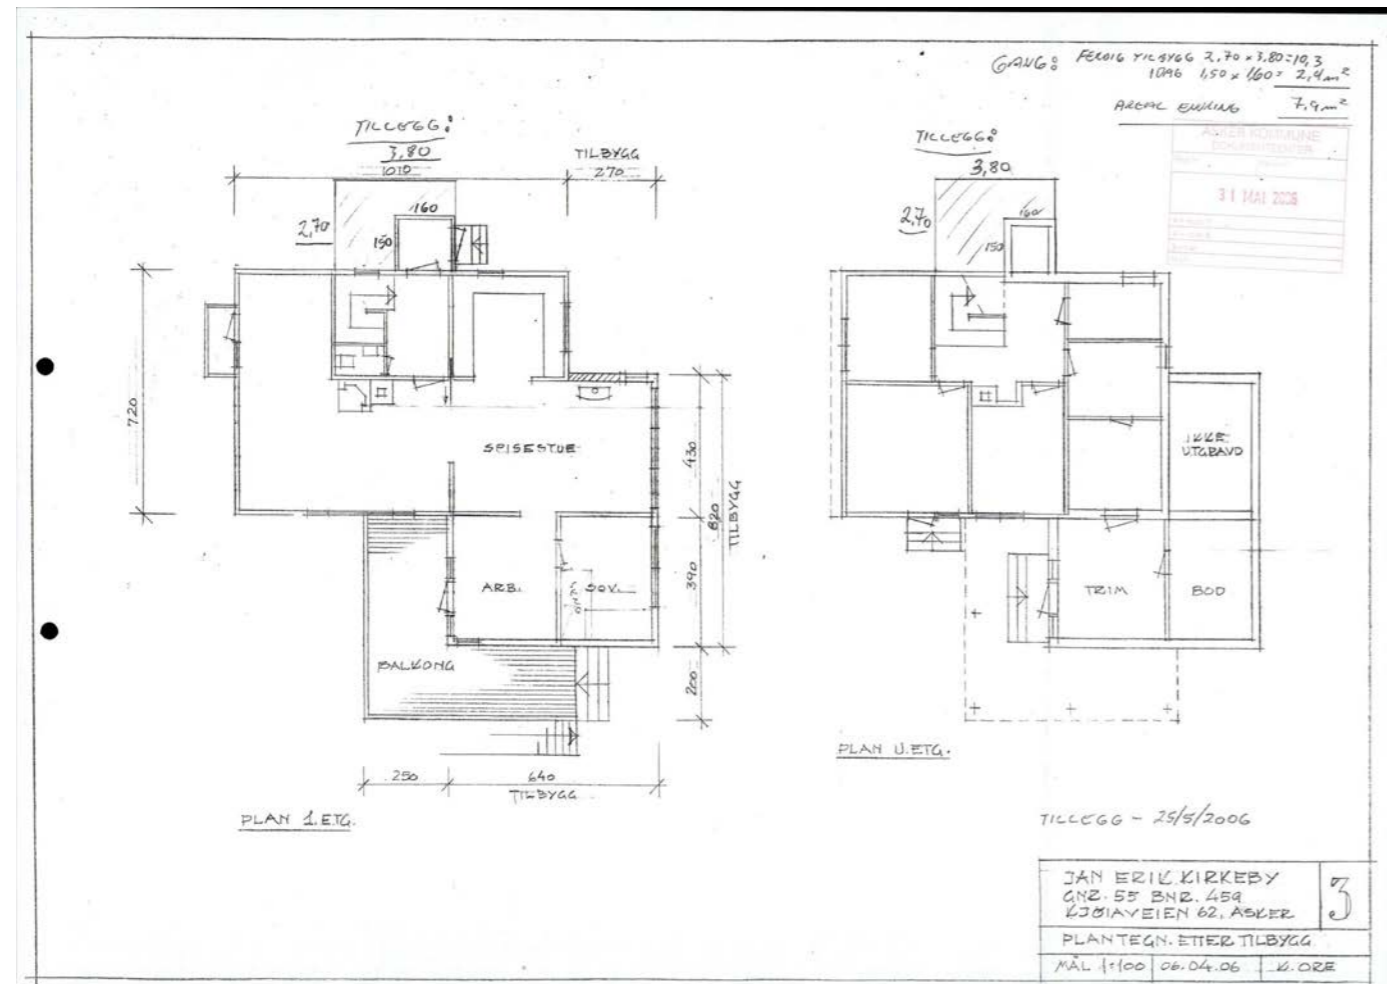 GANG: FERDIG TILBYGG 2,70 x 3,80 = 10,3
IDAG 1,50 x 1,60 = 2,4 m²
AREAL ENDRING 7,9 m²
ASKER KOMMUNE
DOKUMENTSENTER
31 MAI 2006
TILLEGG:
3,80
1010
TILBYGG
270
2,70
160
150
720
SPISESTUE
430
820
TILBYGG
390
ARB.
SOV.
BALKONG
200
250
640
TILBYGG
PLAN 1.ETG.
TILLEGG:
3,80
2,70
160
150
IKKE
UTGRAVD
TRIM
BOD
PLAN U.ETG.
TILLEGG - 25/5/2006
JAN ERIK KIRKEBY
GNR. 55 BNR. 459
KJØIAVEIEN 62, ASKER
3
PLANTEGN. ETTER TILBYGG
MÅL 1:100 06.04.06 K.ORE